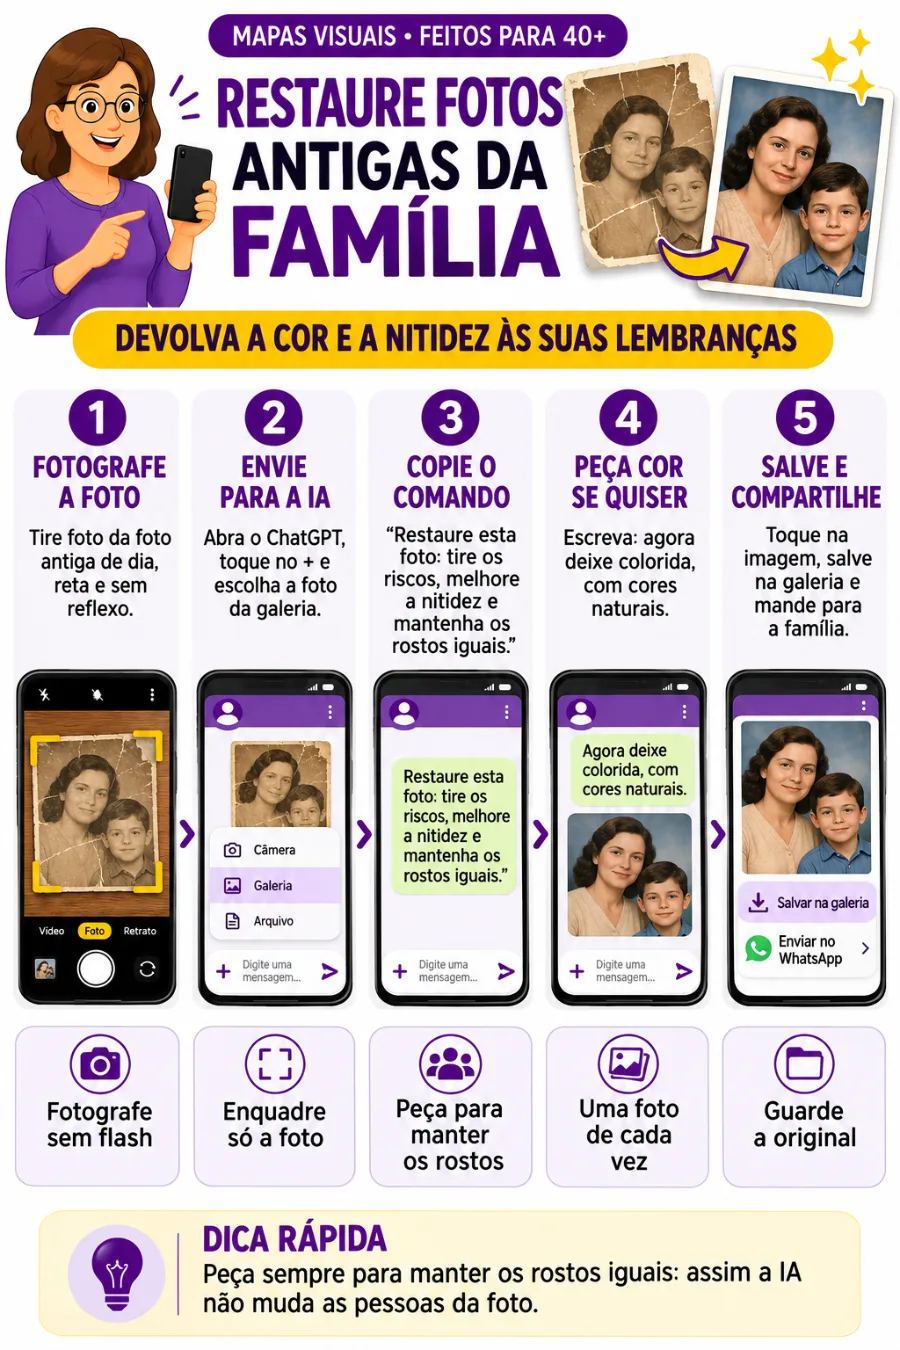 MAPAS VISUAIS • FEITOS PARA 40+
RESTAURE FOTOS
ANTIGAS DA
FAMÍLIA
DEVOLVA A COR E A NITIDEZ ÀS SUAS LEMBRANÇAS
1
FOTOGRAFE
A FOTO
Tire foto da foto
antiga de dia,
reta e sem
reflexo.
2
ENVIE
PARA A IA
Abra o ChatGPT,
toque no + e
escolha a foto
da galeria.
3
COPIE O
COMANDO
“Restaure esta
foto: tire os
riscos, melhore
a nitidez e
mantenha os
rostos iguais.”
4
PEÇA COR
SE QUISER
Escreva: agora
deixe colorida,
com cores
naturais.
5
SALVE E
COMPARTILHE
Toque na
imagem, salve
na galeria e
mande para
a família.
Vídeo Foto Retrato
Câmera
Galeria
Arquivo
Digite uma
mensagem...
Restaure esta
foto: tire os
riscos, melhore
a nitidez e
mantenha os
rostos iguais.”
Digite uma
mensagem...
Agora deixe
colorida, com
cores naturais.
Digite uma
mensagem...
Salvar na galeria
Enviar no
WhatsApp
Fotografe
sem flash
Enquadre
só a foto
Peça para
manter
os rostos
Uma foto
de cada
vez
Guarde
a original
DICA RÁPIDA
Peça sempre para manter os rostos iguais: assim a IA
não muda as pessoas da foto.